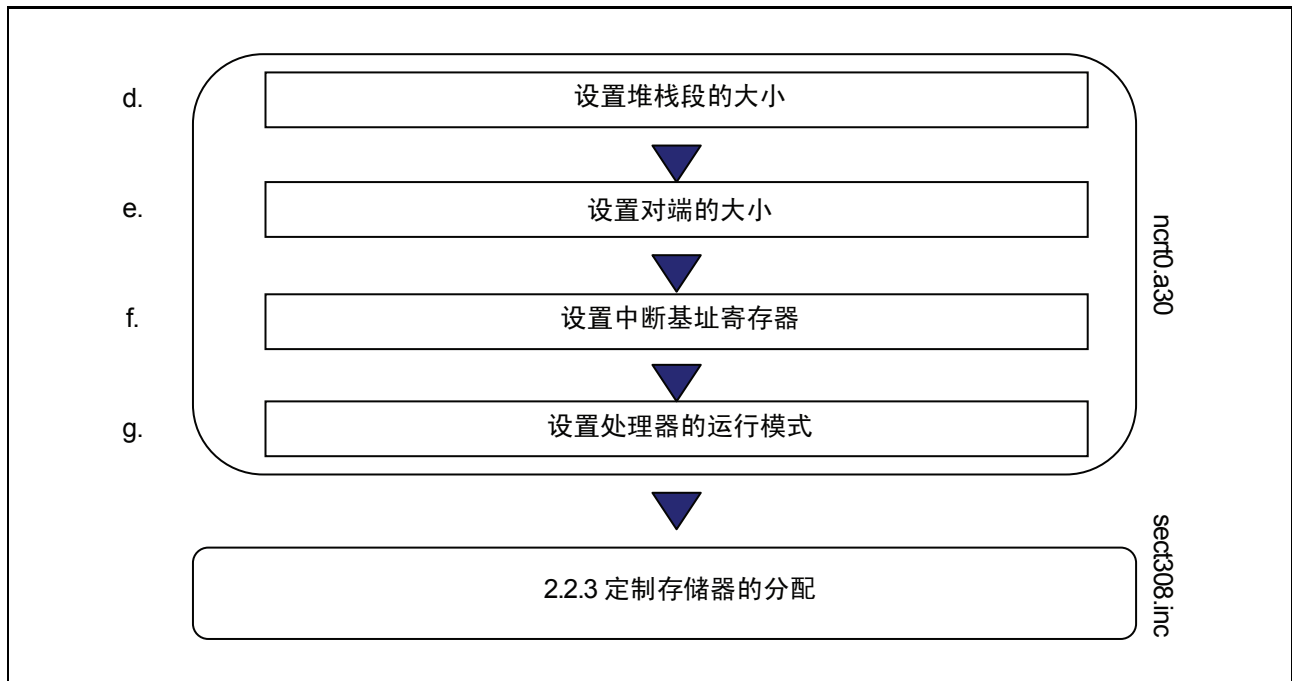 d.
设置堆栈段的大小
e.
设置对端的大小
f.
设置中断基址寄存器
g.
设置处理器的运行模式
ncrt0.a30
2.2.3 定制存储器的分配
sect308.inc